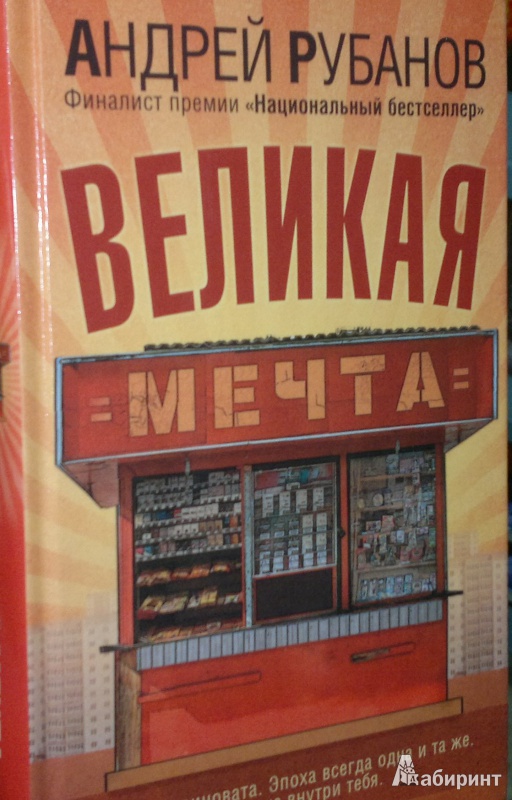 АНДРЕЙ РУБАНОВ
Финалист премии «Национальный бестселлер»
ВЕЛИКАЯ
=МЕЧТА=
Эпоха всегда одна и та же.
внутри тебя.
Лабиринт